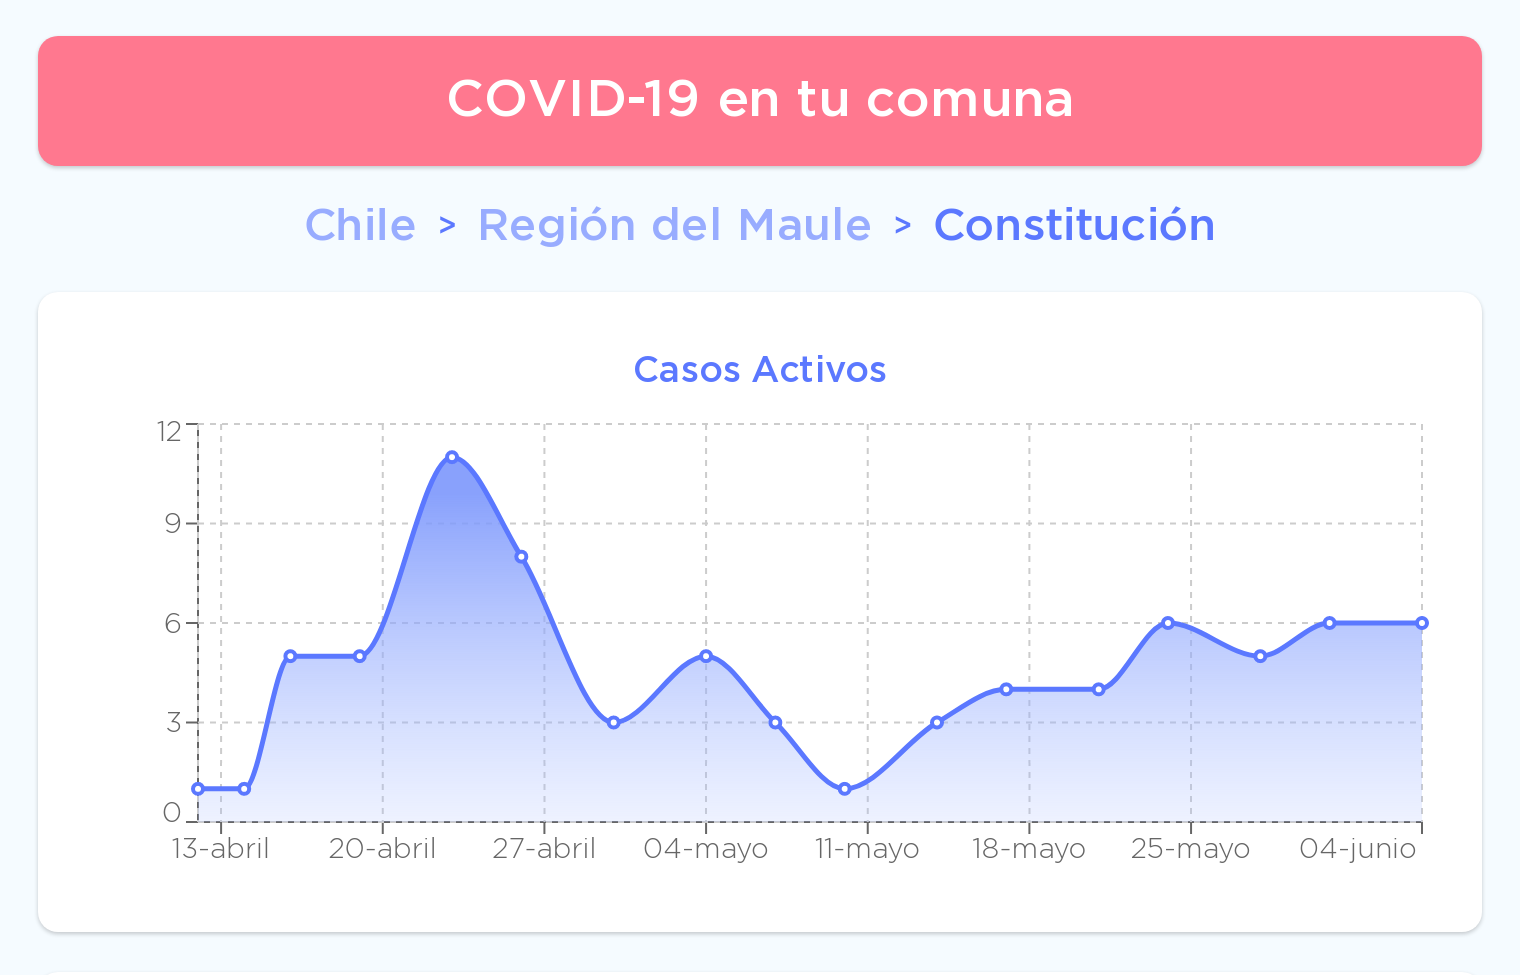 COVID-19 en tu comuna
Chile > Región del Maule > Constitución
Casos Activos
12
9
6
3
0
13-abril 20-abril 27-abril 04-mayo 11-mayo 18-mayo 25-mayo 04-junio